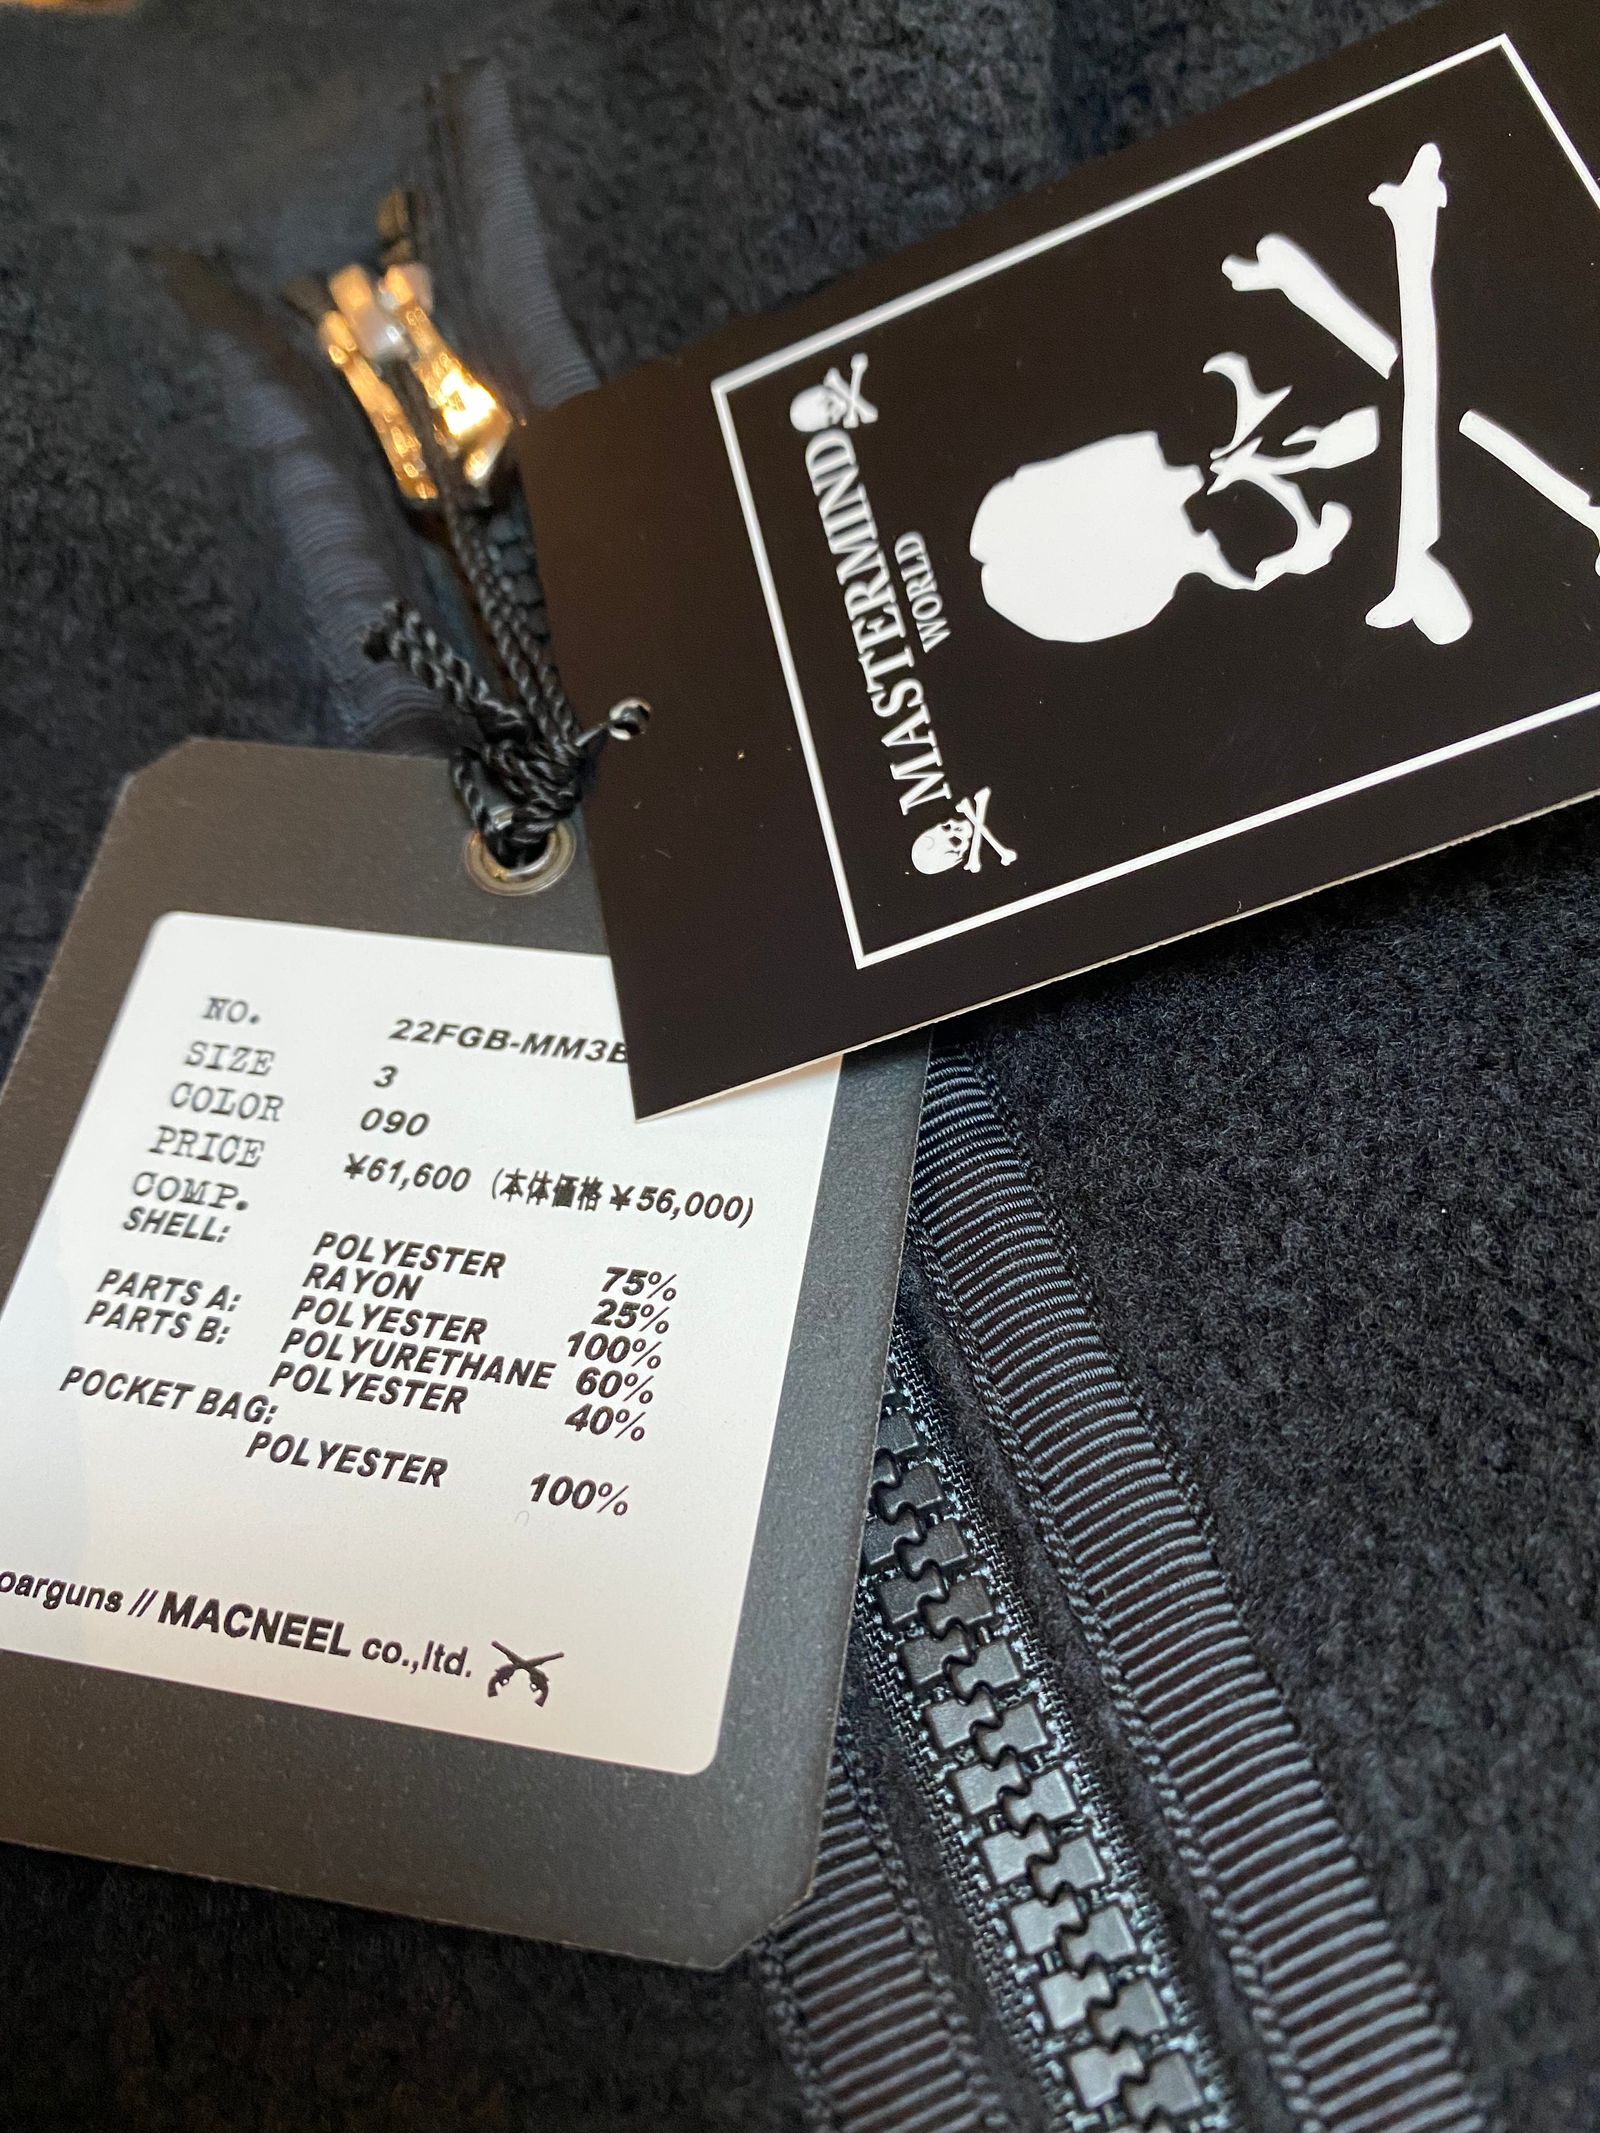 MASTERMIND
WORLD
NO. 22FGB-MM3
SIZE 3
COLOR 090
PRICE ¥61,600 (本体価格 ¥56,000)
COMP.
SHELL: POLYESTER 75%
RAYON 25%
PARTS A: POLYESTER 100%
PARTS B: POLYURETHANE 60%
POLYESTER 40%
POCKET BAG:
POLYESTER 100%
oarguns // MACNEEL co.,ltd.